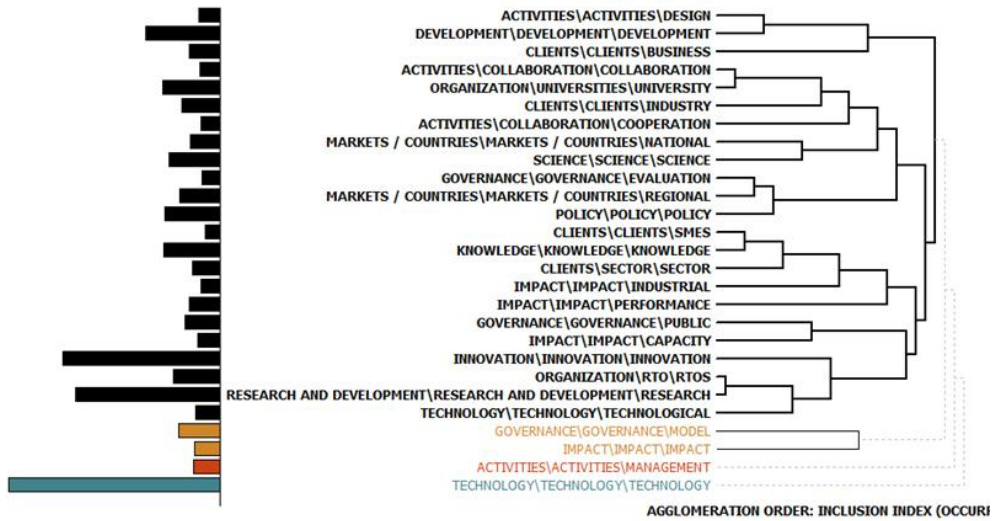 ACTIVITIES\ACTIVITIES\DESIGN
DEVELOPMENT\DEVELOPMENT\DEVELOPMENT
CLIENTS\CLIENTS\BUSINESS
ACTIVITIES\COLLABORATION\COLLABORATION
ORGANIZATION\UNIVERSITIES\UNIVERSITY
CLIENTS\CLIENTS\INDUSTRY
ACTIVITIES\COLLABORATION\COOPERATION
MARKETS / COUNTRIES\MARKETS / COUNTRIES\NATIONAL
SCIENCE\SCIENCE\SCIENCE
GOVERNANCE\GOVERNANCE\EVALUATION
MARKETS / COUNTRIES\MARKETS / COUNTRIES\REGIONAL
POLICY\POLICY\POLICY
CLIENTS\CLIENTS\SMES
KNOWLEDGE\KNOWLEDGE\KNOWLEDGE
CLIENTS\SECTOR\SECTOR
IMPACT\IMPACT\INDUSTRIAL
IMPACT\IMPACT\PERFORMANCE
GOVERNANCE\GOVERNANCE\PUBLIC
IMPACT\IMPACT\CAPACITY
INNOVATION\INNOVATION\INNOVATION
ORGANIZATION\RTO\RTOS
RESEARCH AND DEVELOPMENT\RESEARCH AND DEVELOPMENT\RESEARCH
TECHNOLOGY\TECHNOLOGY\TECHNOLOGICAL
GOVERNANCE\GOVERNANCE\MODEL
IMPACT\IMPACT\IMPACT
ACTIVITIES\ACTIVITIES\MANAGEMENT
TECHNOLOGY\TECHNOLOGY\TECHNOLOGY
AGGLOMERATION ORDER: INCLUSION INDEX (OCCURR